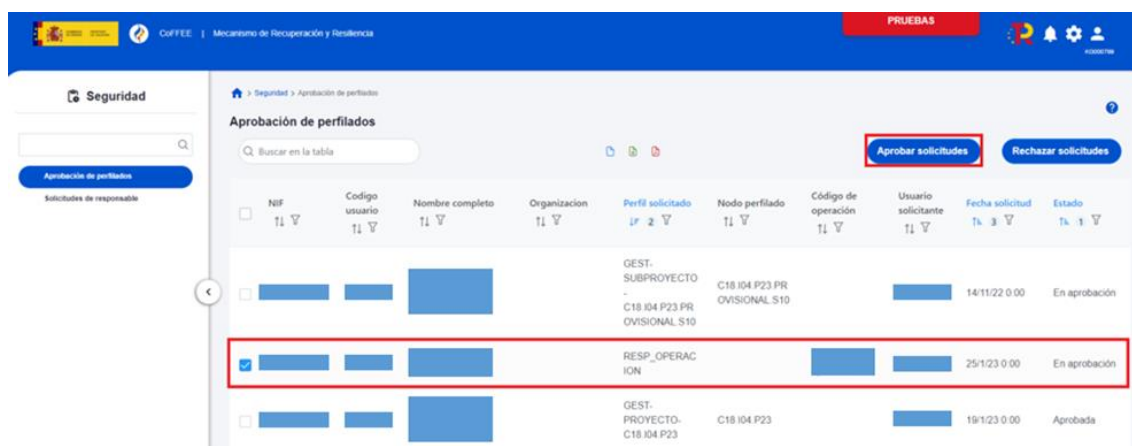 PRUEBAS
CoFFEE | Mecanismo de Recuperación y Resiliencia
Seguridad
Aprobación de perfilados
Solicitudes de responsable
> Seguridad > Aprobación de perfilados
Aprobación de perfilados
Buscar en la tabla
Aprobar solicitudes
Rechazar solicitudes
NIF
Codigo
usuario
Nombre completo
Organizacion
Perfil solicitado
2
Nodo perfilado
Código de
operación
Usuario
solicitante
Fecha solicitud
3
Estado
1
GEST-
SUBPROYECTO
-
C18.I04.P23.PR
OVISIONAL.S10
C18.I04.P23.PR
OVISIONAL.S10
14/11/22 0:00
En aprobación
RESP_OPERAC
ION
25/1/23 0:00
En aprobación
GEST-
PROYECTO-
C18.I04.P23
C18.I04.P23
19/1/23 0:00
Aprobada